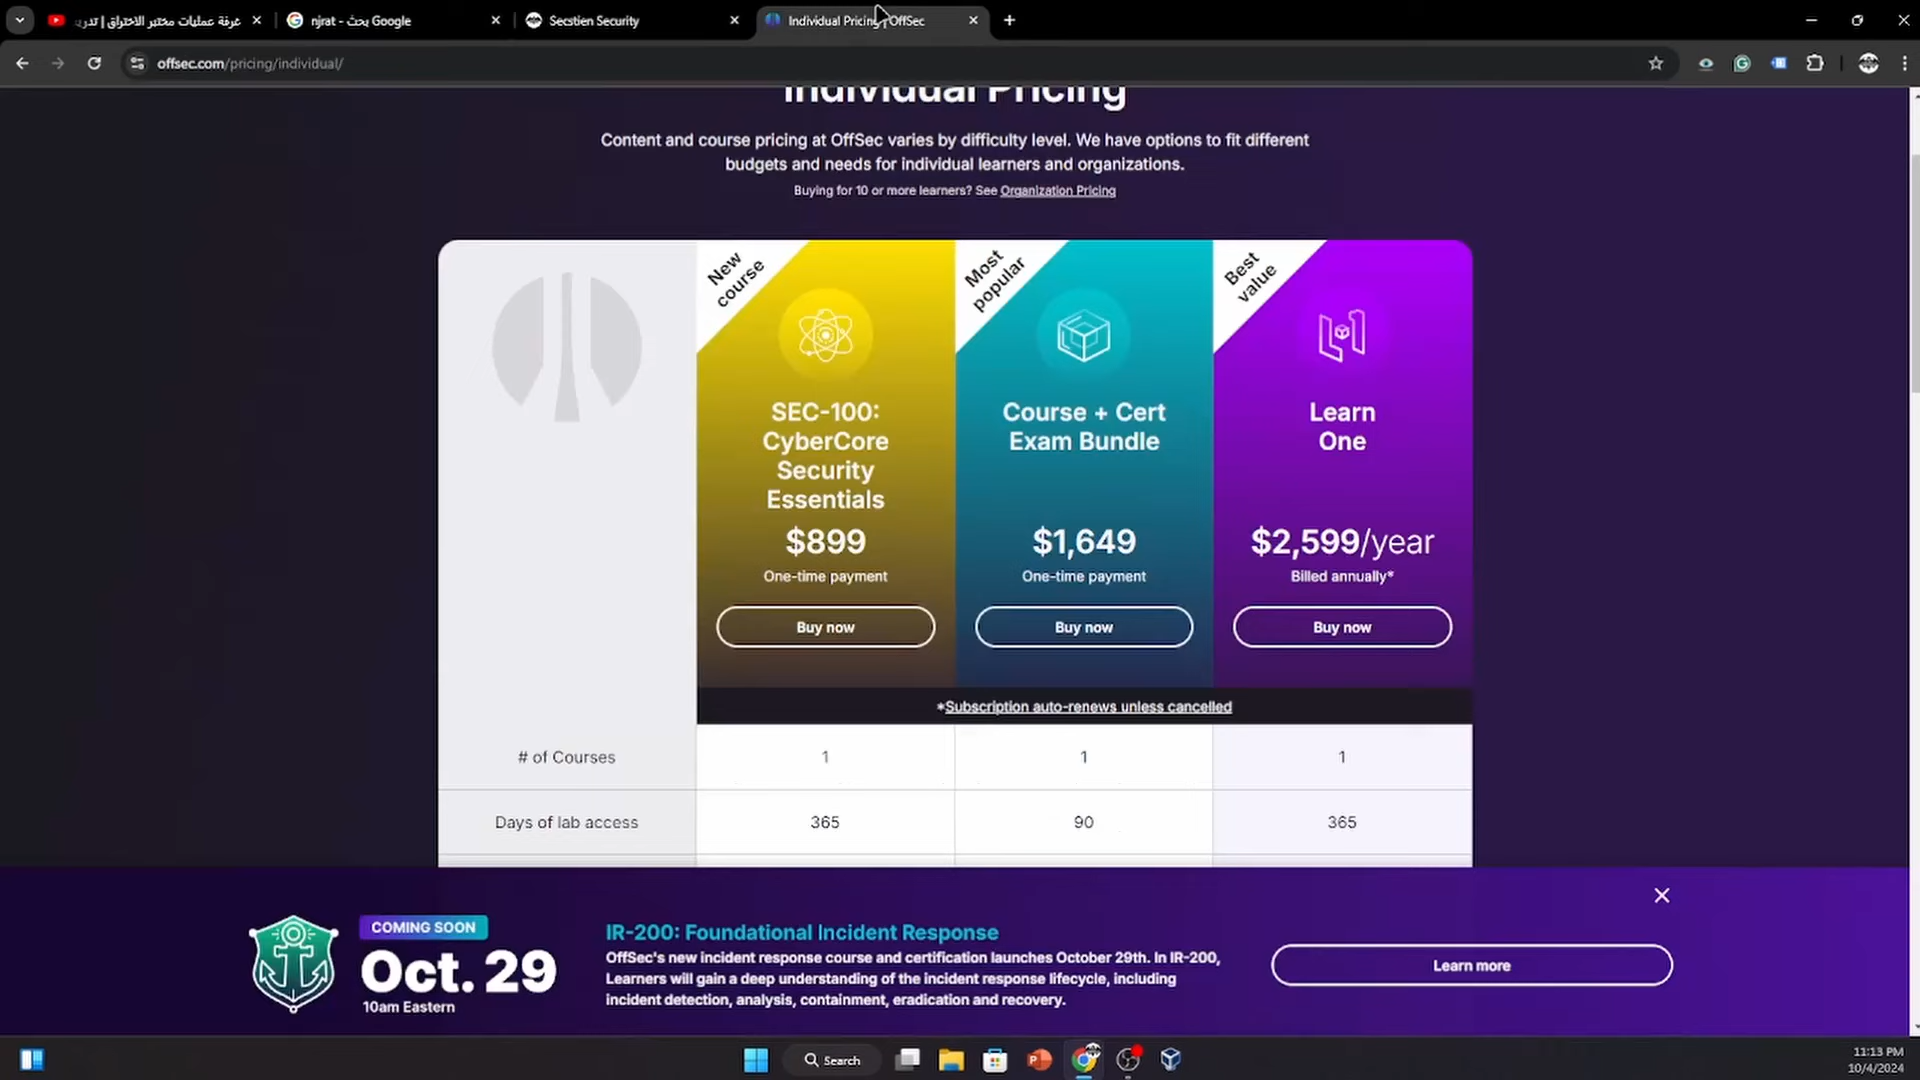 غرفة عمليات مختبر الاختراق | تدري
njrat - بحث Google
Secstien Security
Individual Pricing | OffSec
offsec.com/pricing/individual/
Individual Pricing
Content and course pricing at OffSec varies by difficulty level. We have options to fit different
budgets and needs for individual learners and organizations.
Buying for 10 or more learners? See Organization Pricing
New
course
SEC-100:
CyberCore
Security
Essentials
$899
One-time payment
Buy now
Most
popular
Course + Cert
Exam Bundle
$1,649
One-time payment
Buy now
Best
value
Learn
One
$2,599/year
Billed annually*
Buy now
*Subscription auto-renews unless cancelled
# of Courses 1 1 1
Days of lab access 365 90 365
COMING SOON
Oct. 29
10am Eastern
IR-200: Foundational Incident Response
OffSec's new incident response course and certification launches October 29th. In IR-200,
Learners will gain a deep understanding of the incident response lifecycle, including
incident detection, analysis, containment, eradication and recovery.
Learn more
Search
11:13 PM
10/4/2024